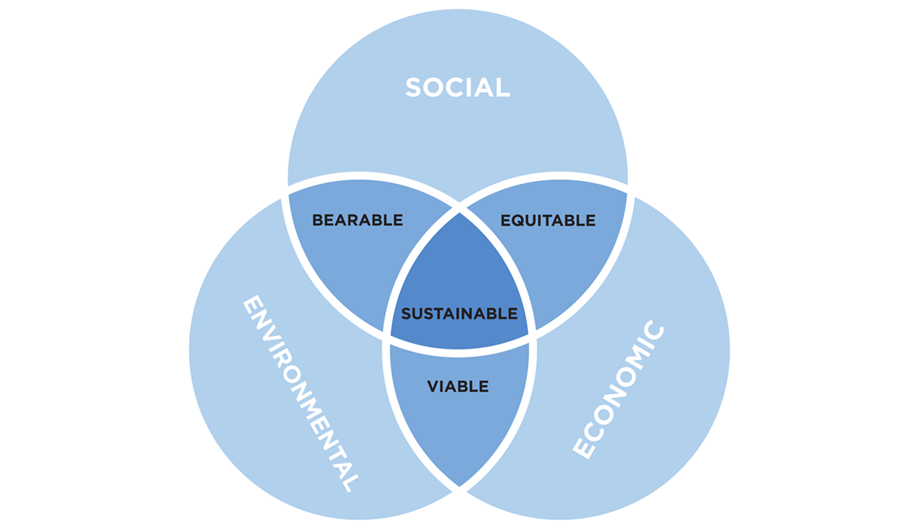 SOCIAL
BEARABLE
EQUITABLE
SUSTAINABLE
ENVIRONMENTAL
ECONOMIC
VIABLE